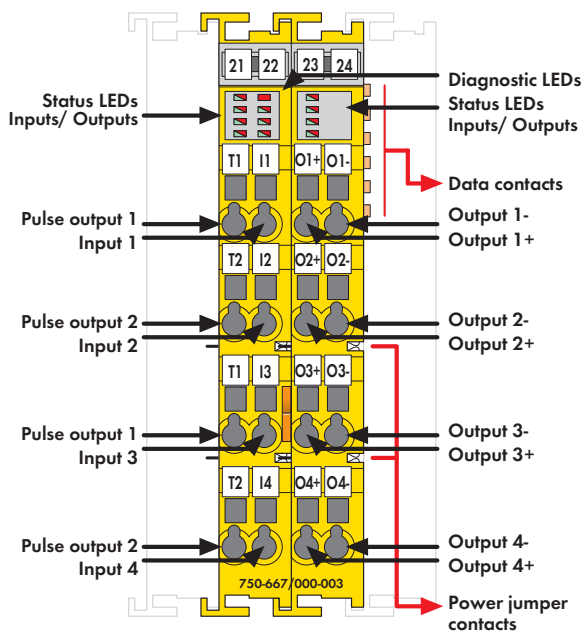 21 22 23 24
Diagnostic LEDs
Status LEDs
Inputs/ Outputs
Status LEDs
Inputs/ Outputs
T1 I1 O1+ O1-
Data contacts
Pulse output 1
Input 1
Output 1-
Output 1+
T2 I2 O2+ O2-
Pulse output 2
Input 2
Output 2-
Output 2+
T1 I3 O3+ O3-
Pulse output 1
Input 3
Output 3-
Output 3+
T2 I4 O4+ O4-
Pulse output 2
Input 4
Output 4-
Output 4+
750-667/000-003
Power jumper
contacts